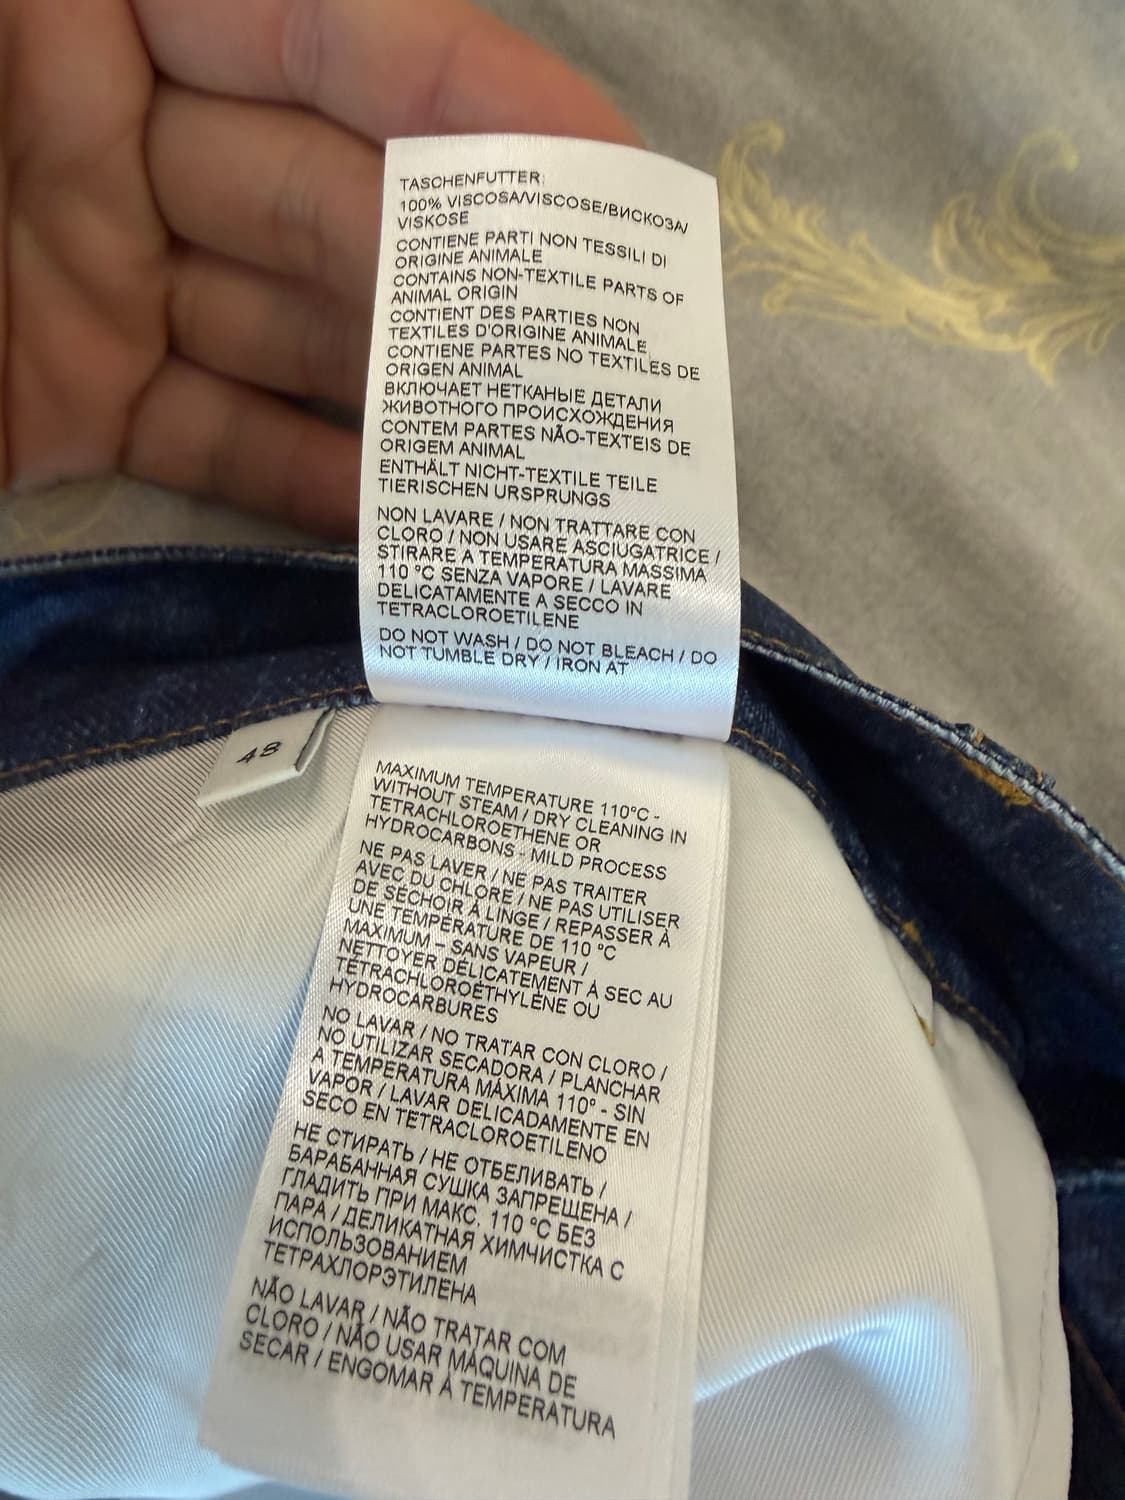 TASCHENFUTTER:
100% VISCOSA/VISCOSE/ВИСКОЗА/
VISKOSE
CONTIENE PARTI NON TESSILI DI
ORIGINE ANIMALE
CONTAINS NON-TEXTILE PARTS OF
ANIMAL ORIGIN
CONTIENT DES PARTIES NON
TEXTILES D'ORIGINE ANIMALE
CONTIENE PARTES NO TEXTILES DE
ORIGEN ANIMAL
ВКЛЮЧАЕТ НЕТКАНЫЕ ДЕТАЛИ
ЖИВОТНОГО ПРОИСХОЖДЕНИЯ
CONTEM PARTES NÃO-TEXTEIS DE
ORIGEM ANIMAL
ENTHÄLT NICHT-TEXTILE TEILE
TIERISCHEN URSPRUNGS
NON LAVARE / NON TRATTARE CON
CLORO / NON USARE ASCIUGATRICE /
STIRARE A TEMPERATURA MASSIMA
110 °C SENZA VAPORE / LAVARE
DELICATAMENTE A SECCO IN
TETRACLOROETILENE
DO NOT WASH / DO NOT BLEACH / DO
NOT TUMBLE DRY / IRON AT
48
MAXIMUM TEMPERATURE 110°C -
WITHOUT STEAM / DRY CLEANING IN
TETRACHLOROETHENE OR
HYDROCARBONS - MILD PROCESS
NE PAS LAVER / NE PAS TRAITER
AVEC DU CHLORE / NE PAS UTILISER
DE SÉCHOIR À LINGE / REPASSER À
UNE TEMPÉRATURE DE 110 °C
MAXIMUM – SANS VAPEUR /
NETTOYER DÉLICATEMENT À SEC AU
TÉTRACHLOROÉTHYLÈNE OU
HYDROCARBURES
NO LAVAR / NO TRATAR CON CLORO /
NO UTILIZAR SECADORA / PLANCHAR
A TEMPERATURA MÁXIMA 110º - SIN
VAPOR / LAVAR DELICADAMENTE EN
SECO EN TETRACLOROETILENO
НЕ СТИРАТЬ / НЕ ОТБЕЛИВАТЬ /
БАРАБАННАЯ СУШКА ЗАПРЕЩЕНА /
ГЛАДИТЬ ПРИ МАКС. 110 °C БЕЗ
ПАРА / ДЕЛИКАТНАЯ ХИМЧИСТКА С
ИСПОЛЬЗОВАНИЕМ
ТЕТРАХЛОРЭТИЛЕНА
NÃO LAVAR / NÃO TRATAR COM
CLORO / NÃO USAR MÁQUINA DE
SECAR / ENGOMAR À TEMPERATURA